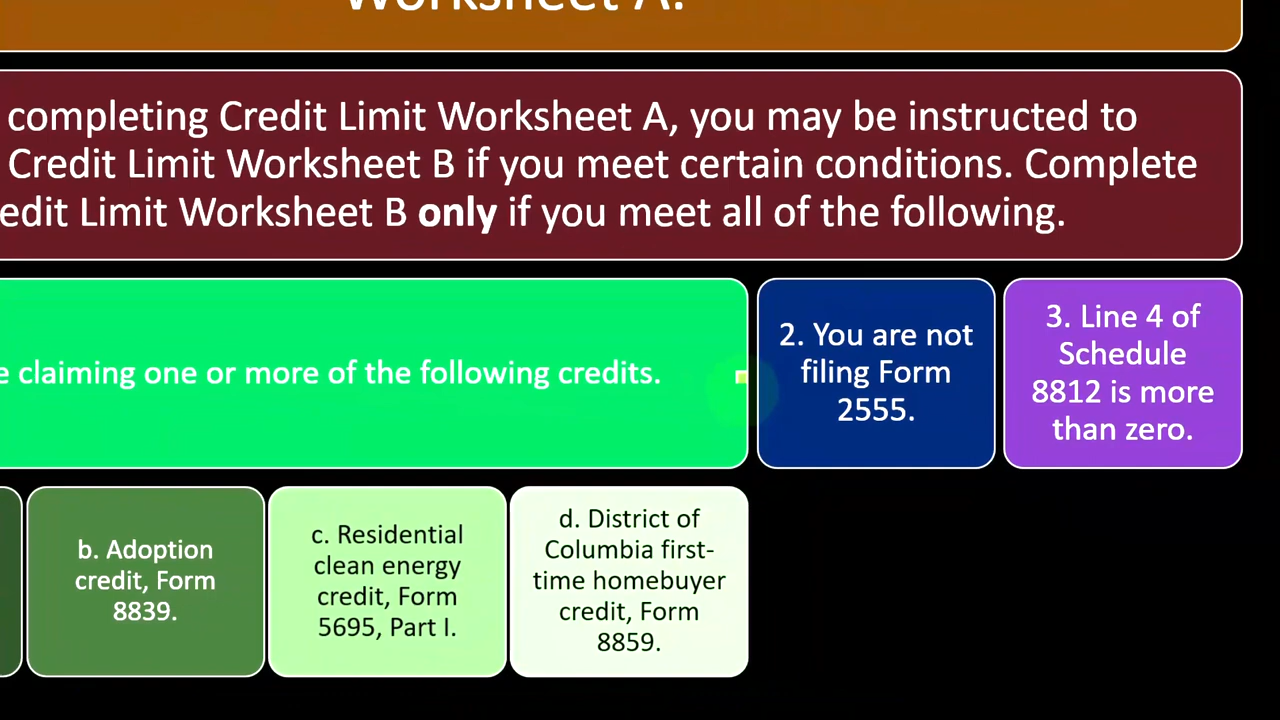 Worksheet A.
completing Credit Limit Worksheet A, you may be instructed to
Credit Limit Worksheet B if you meet certain conditions. Complete
edit Limit Worksheet B only if you meet all of the following.
e claiming one or more of the following credits.
2. You are not
filing Form
2555.
3. Line 4 of
Schedule
8812 is more
than zero.
b. Adoption
credit, Form
8839.
c. Residential
clean energy
credit, Form
5695, Part I.
d. District of
Columbia first-
time homebuyer
credit, Form
8859.